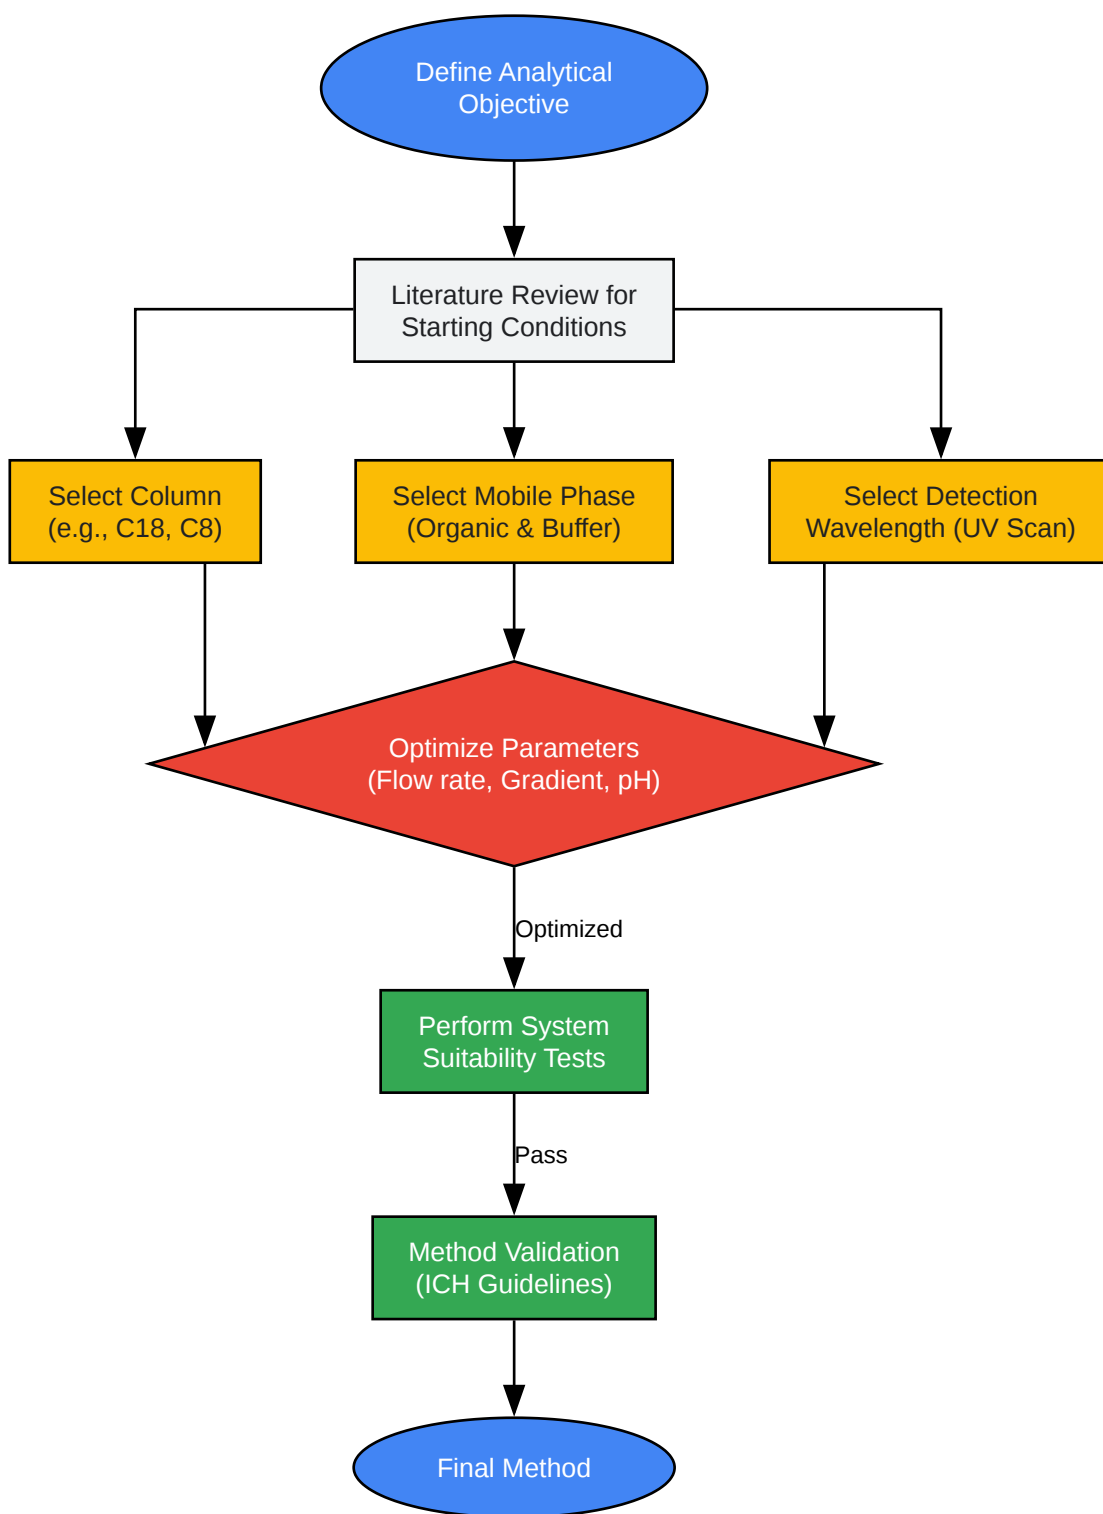 Define Analytical
Objective
Literature Review for
Starting Conditions
Select Column
(e.g., C18, C8)
Select Mobile Phase
(Organic & Buffer)
Select Detection
Wavelength (UV Scan)
Optimize Parameters
(Flow rate, Gradient, pH)
Optimized
Perform System
Suitability Tests
Pass
Method Validation
(ICH Guidelines)
Final Method